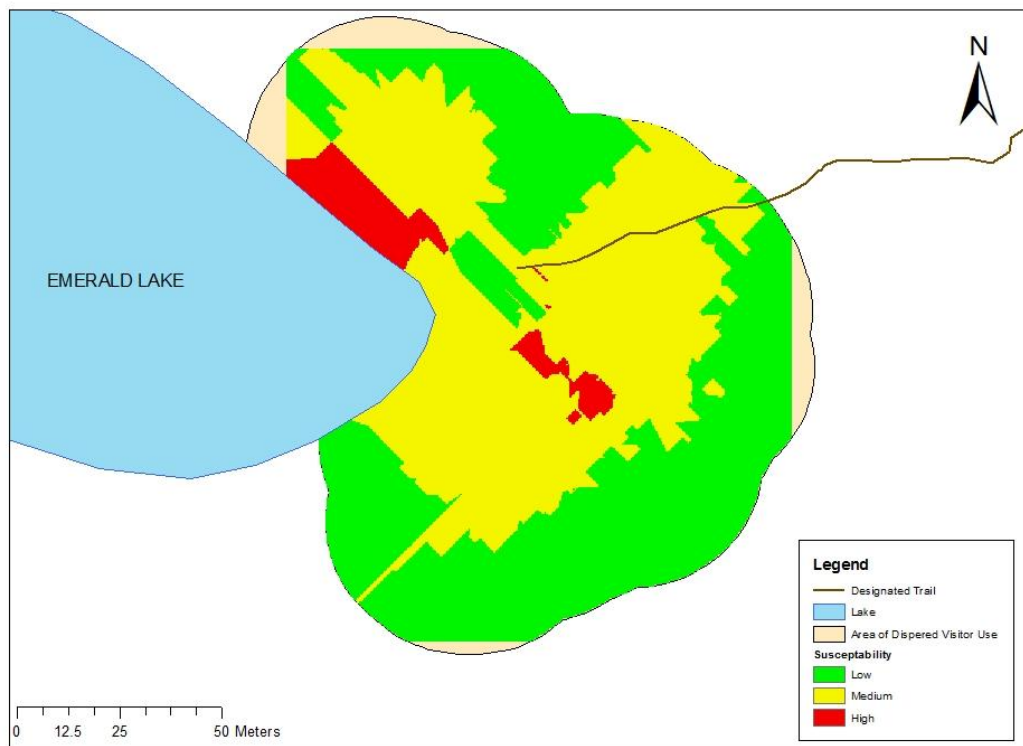 N
EMERALD LAKE
Legend
Designated Trail
Lake
Area of Dispered Visitor Use
Susceptability
Low
Medium
High
0 12.5 25 50 Meters